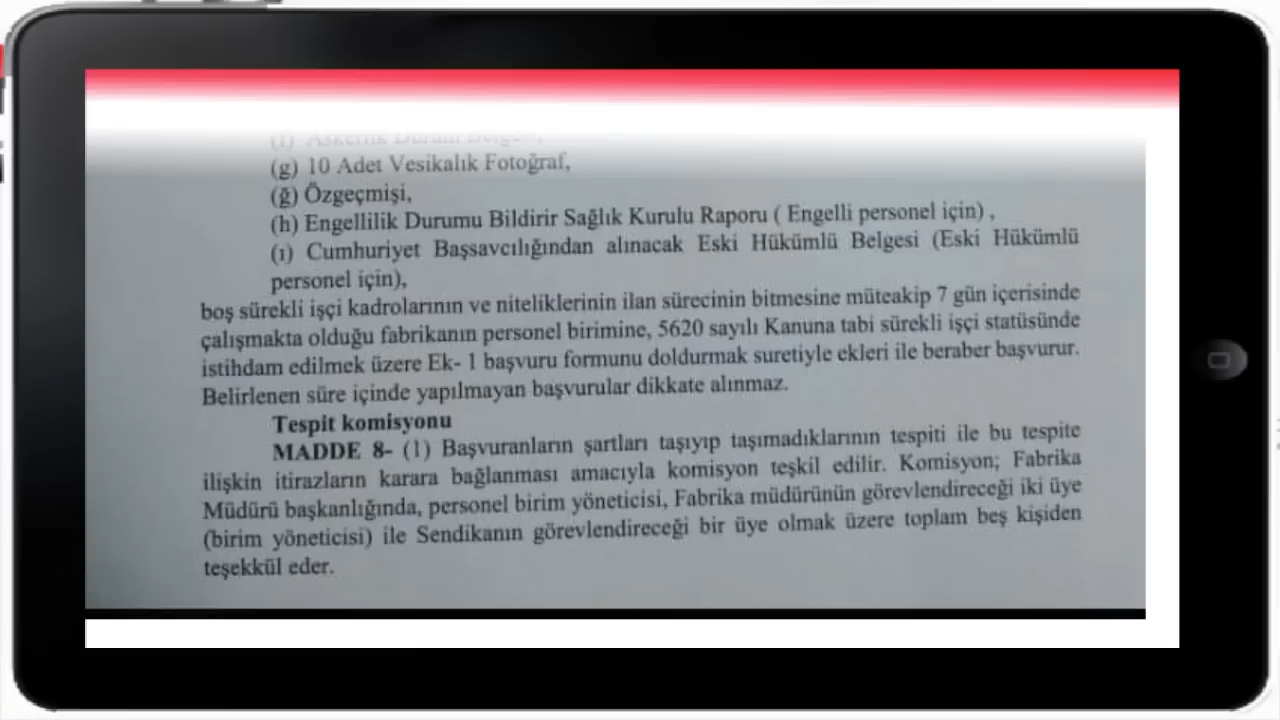 (f) Askerlik Durum Belgesi,
(g) 10 Adet Vesikalık Fotoğraf,
(ğ) Özgeçmişi,
(h) Engellilik Durumu Bildirir Sağlık Kurulu Raporu ( Engelli personel için) ,
(ı) Cumhuriyet Başsavcılığından alınacak Eski Hükümlü Belgesi (Eski Hükümlü
personel için),
boş sürekli işçi kadrolarının ve niteliklerinin ilan sürecinin bitmesine müteakip 7 gün içerisinde
çalışmakta olduğu fabrikanın personel birimine, 5620 sayılı Kanuna tabi sürekli işçi statüsünde
istihdam edilmek üzere Ek- 1 başvuru formunu doldurmak suretiyle ekleri ile beraber başvurur.
Belirlenen süre içinde yapılmayan başvurular dikkate alınmaz.
Tespit komisyonu
MADDE 8- (1) Başvuranların şartları taşıyıp taşımadıklarının tespiti ile bu tespite
ilişkin itirazların karara bağlanması amacıyla komisyon teşkil edilir. Komisyon; Fabrika
Müdürü başkanlığında, personel birim yöneticisi, Fabrika müdürünün görevlendireceği iki üye
(birim yöneticisi) ile Sendikanın görevlendireceği bir üye olmak üzere toplam beş kişiden
teşekkül eder.